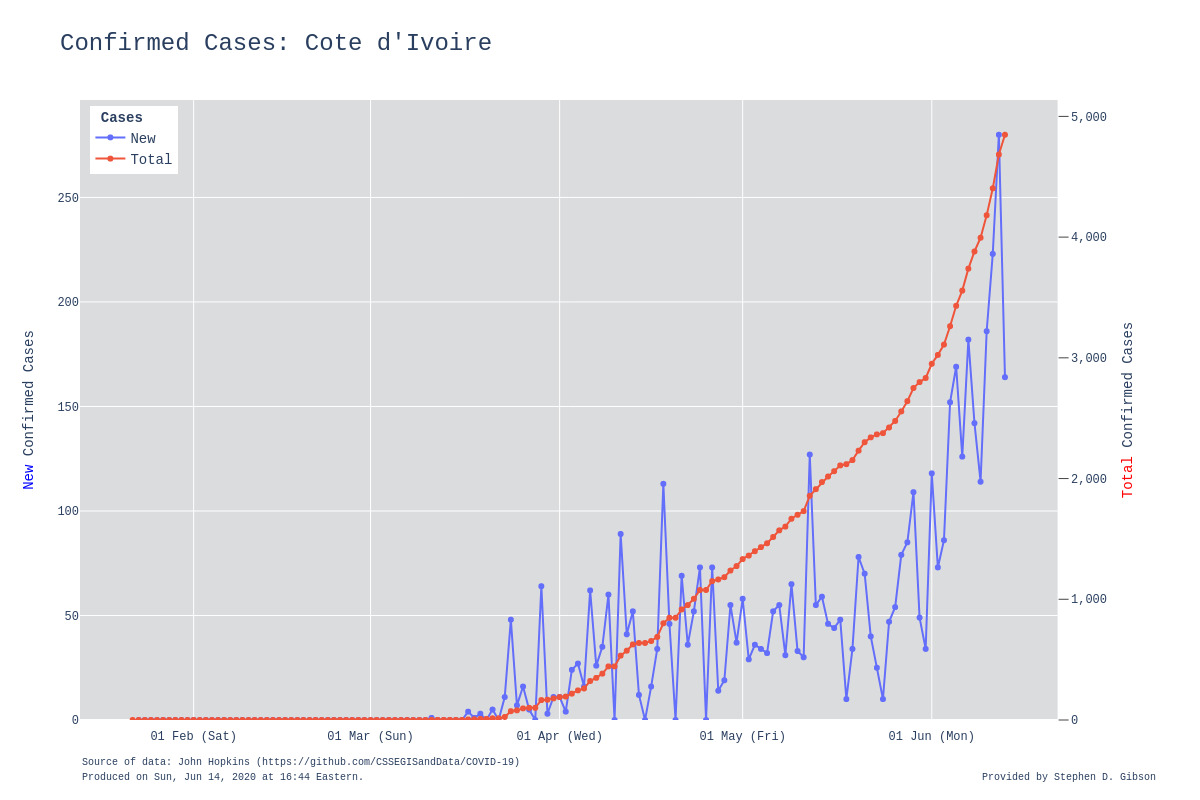 Confirmed Cases: Cote d'Ivoire
Cases
New
Total
250
200
150
100
50
0
5,000
4,000
3,000
2,000
1,000
0
New Confirmed Cases
Total Confirmed Cases
01 Feb (Sat) 01 Mar (Sun) 01 Apr (Wed) 01 May (Fri) 01 Jun (Mon)
Source of data: John Hopkins (https://github.com/CSSEGISandData/COVID-19)
Produced on Sun, Jun 14, 2020 at 16:44 Eastern.
Provided by Stephen D. Gibson